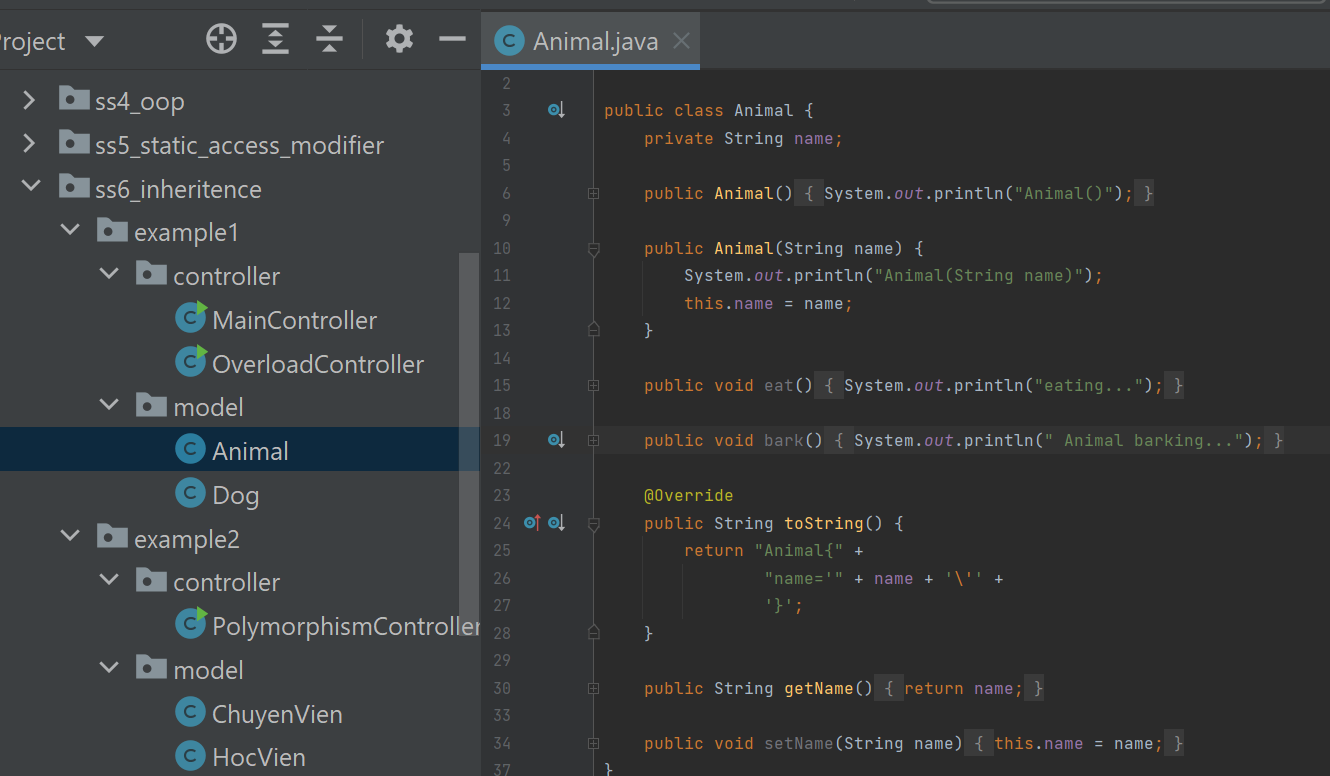 roject
ss4_oop
ss5_static_access_modifier
ss6_inheritence
example1
controller
MainController
OverloadController
model
Animal
Dog
example2
controller
PolymorphismController
model
ChuyenVien
HocVien
Animal.java
2
3 public class Animal {
4 private String name;
5
6 public Animal() { System.out.println("Animal()"); }
9
10 public Animal(String name) {
11 System.out.println("Animal(String name)");
12 this.name = name;
13 }
14
15 public void eat() { System.out.println("eating..."); }
18
19 public void bark() { System.out.println(" Animal barking..."); }
22
23 @Override
24 public String toString() {
25 return "Animal{" +
26 "name='" + name + '\'' +
27 '}';
28 }
29
30 public String getName() { return name; }
33
34 public void setName(String name) { this.name = name; }
37 }